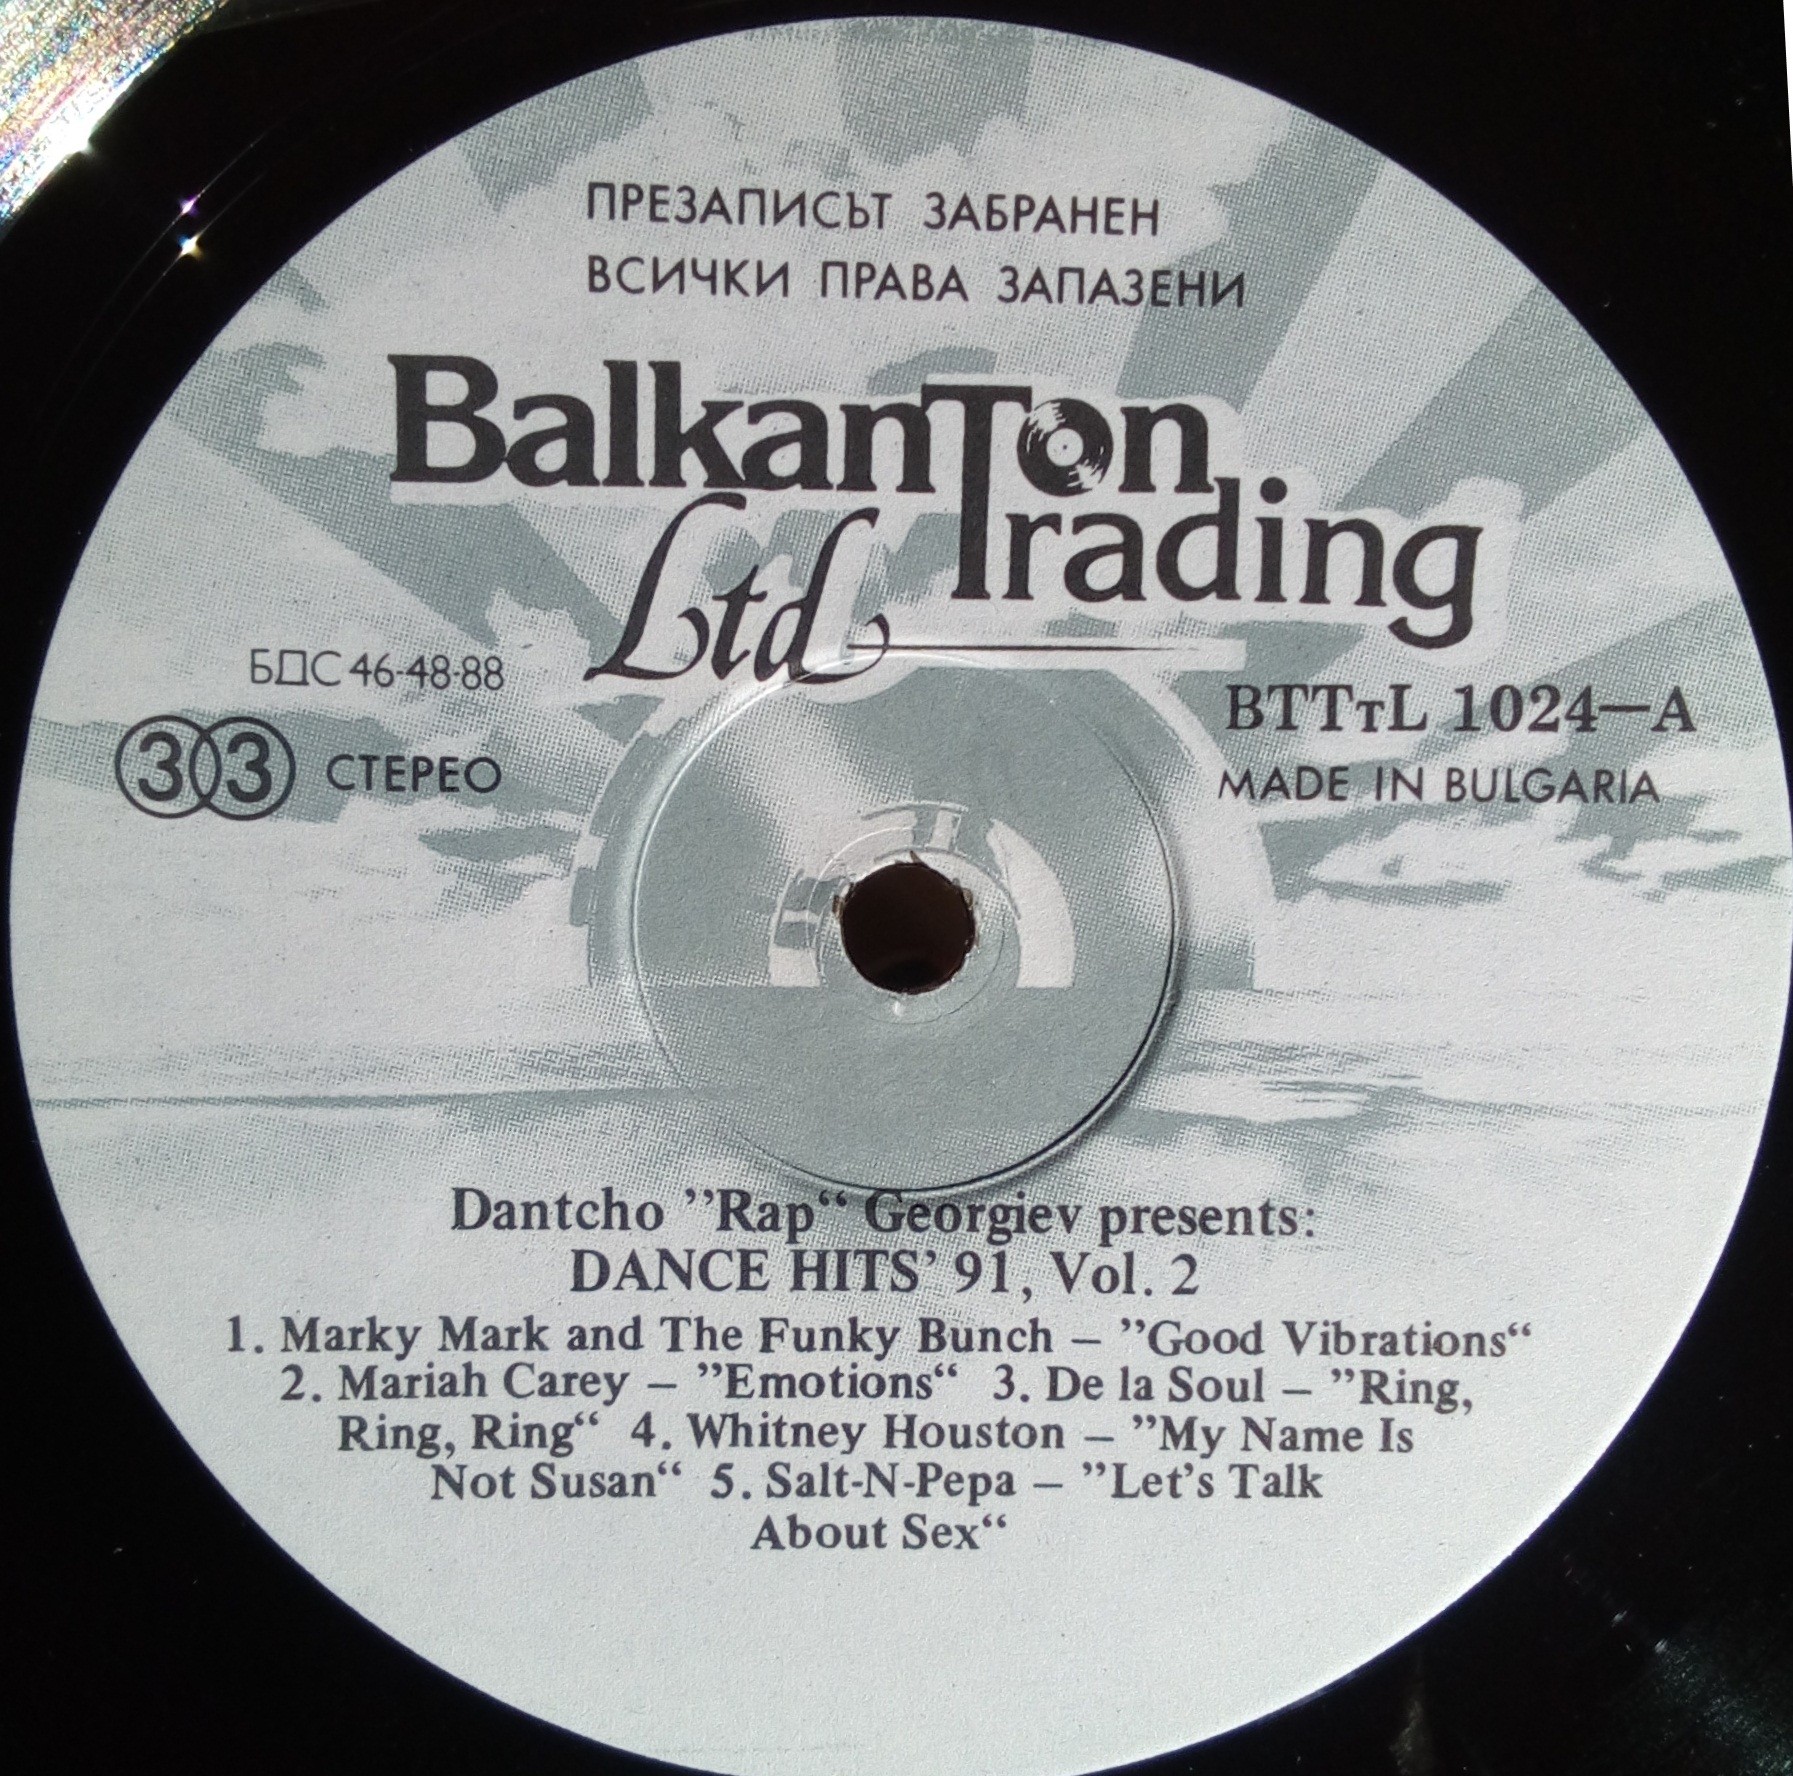 ПРЕЗАПИСЪТ ЗАБРАНЕН
ВСИЧКИ ПРАВА ЗАПАЗЕНИ
BalkanTon
Trading
Ltd
БДС 46-48-88
33 СТЕРЕО
ВТТтL 1024—А
MADE IN BULGARIA
Dantcho ”Rap“ Georgiev presents:
DANCE HITS’ 91, Vol. 2
1. Marky Mark and The Funky Bunch – ”Good Vibrations“
2. Mariah Carey – ”Emotions“ 3. De la Soul – ”Ring,
Ring, Ring“ 4. Whitney Houston – ”My Name Is
Not Susan“ 5. Salt-N-Pepa – ”Let’s Talk
About Sex“